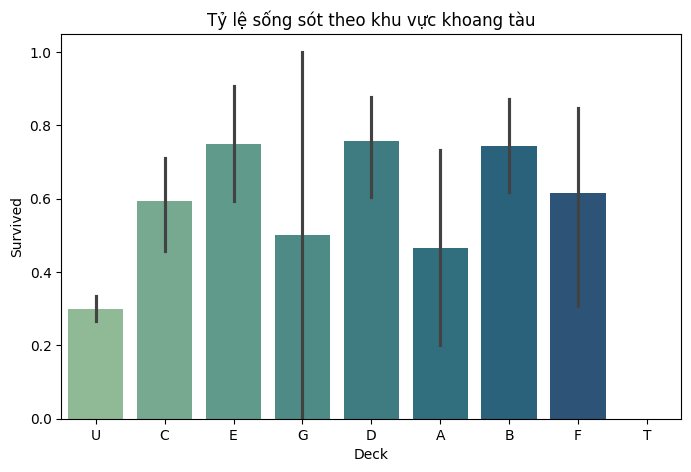 Tỷ lệ sống sót theo khu vực khoang tàu
1.0
0.8
0.6
0.4
0.2
0.0
Survived
U C E G D A B F T
Deck